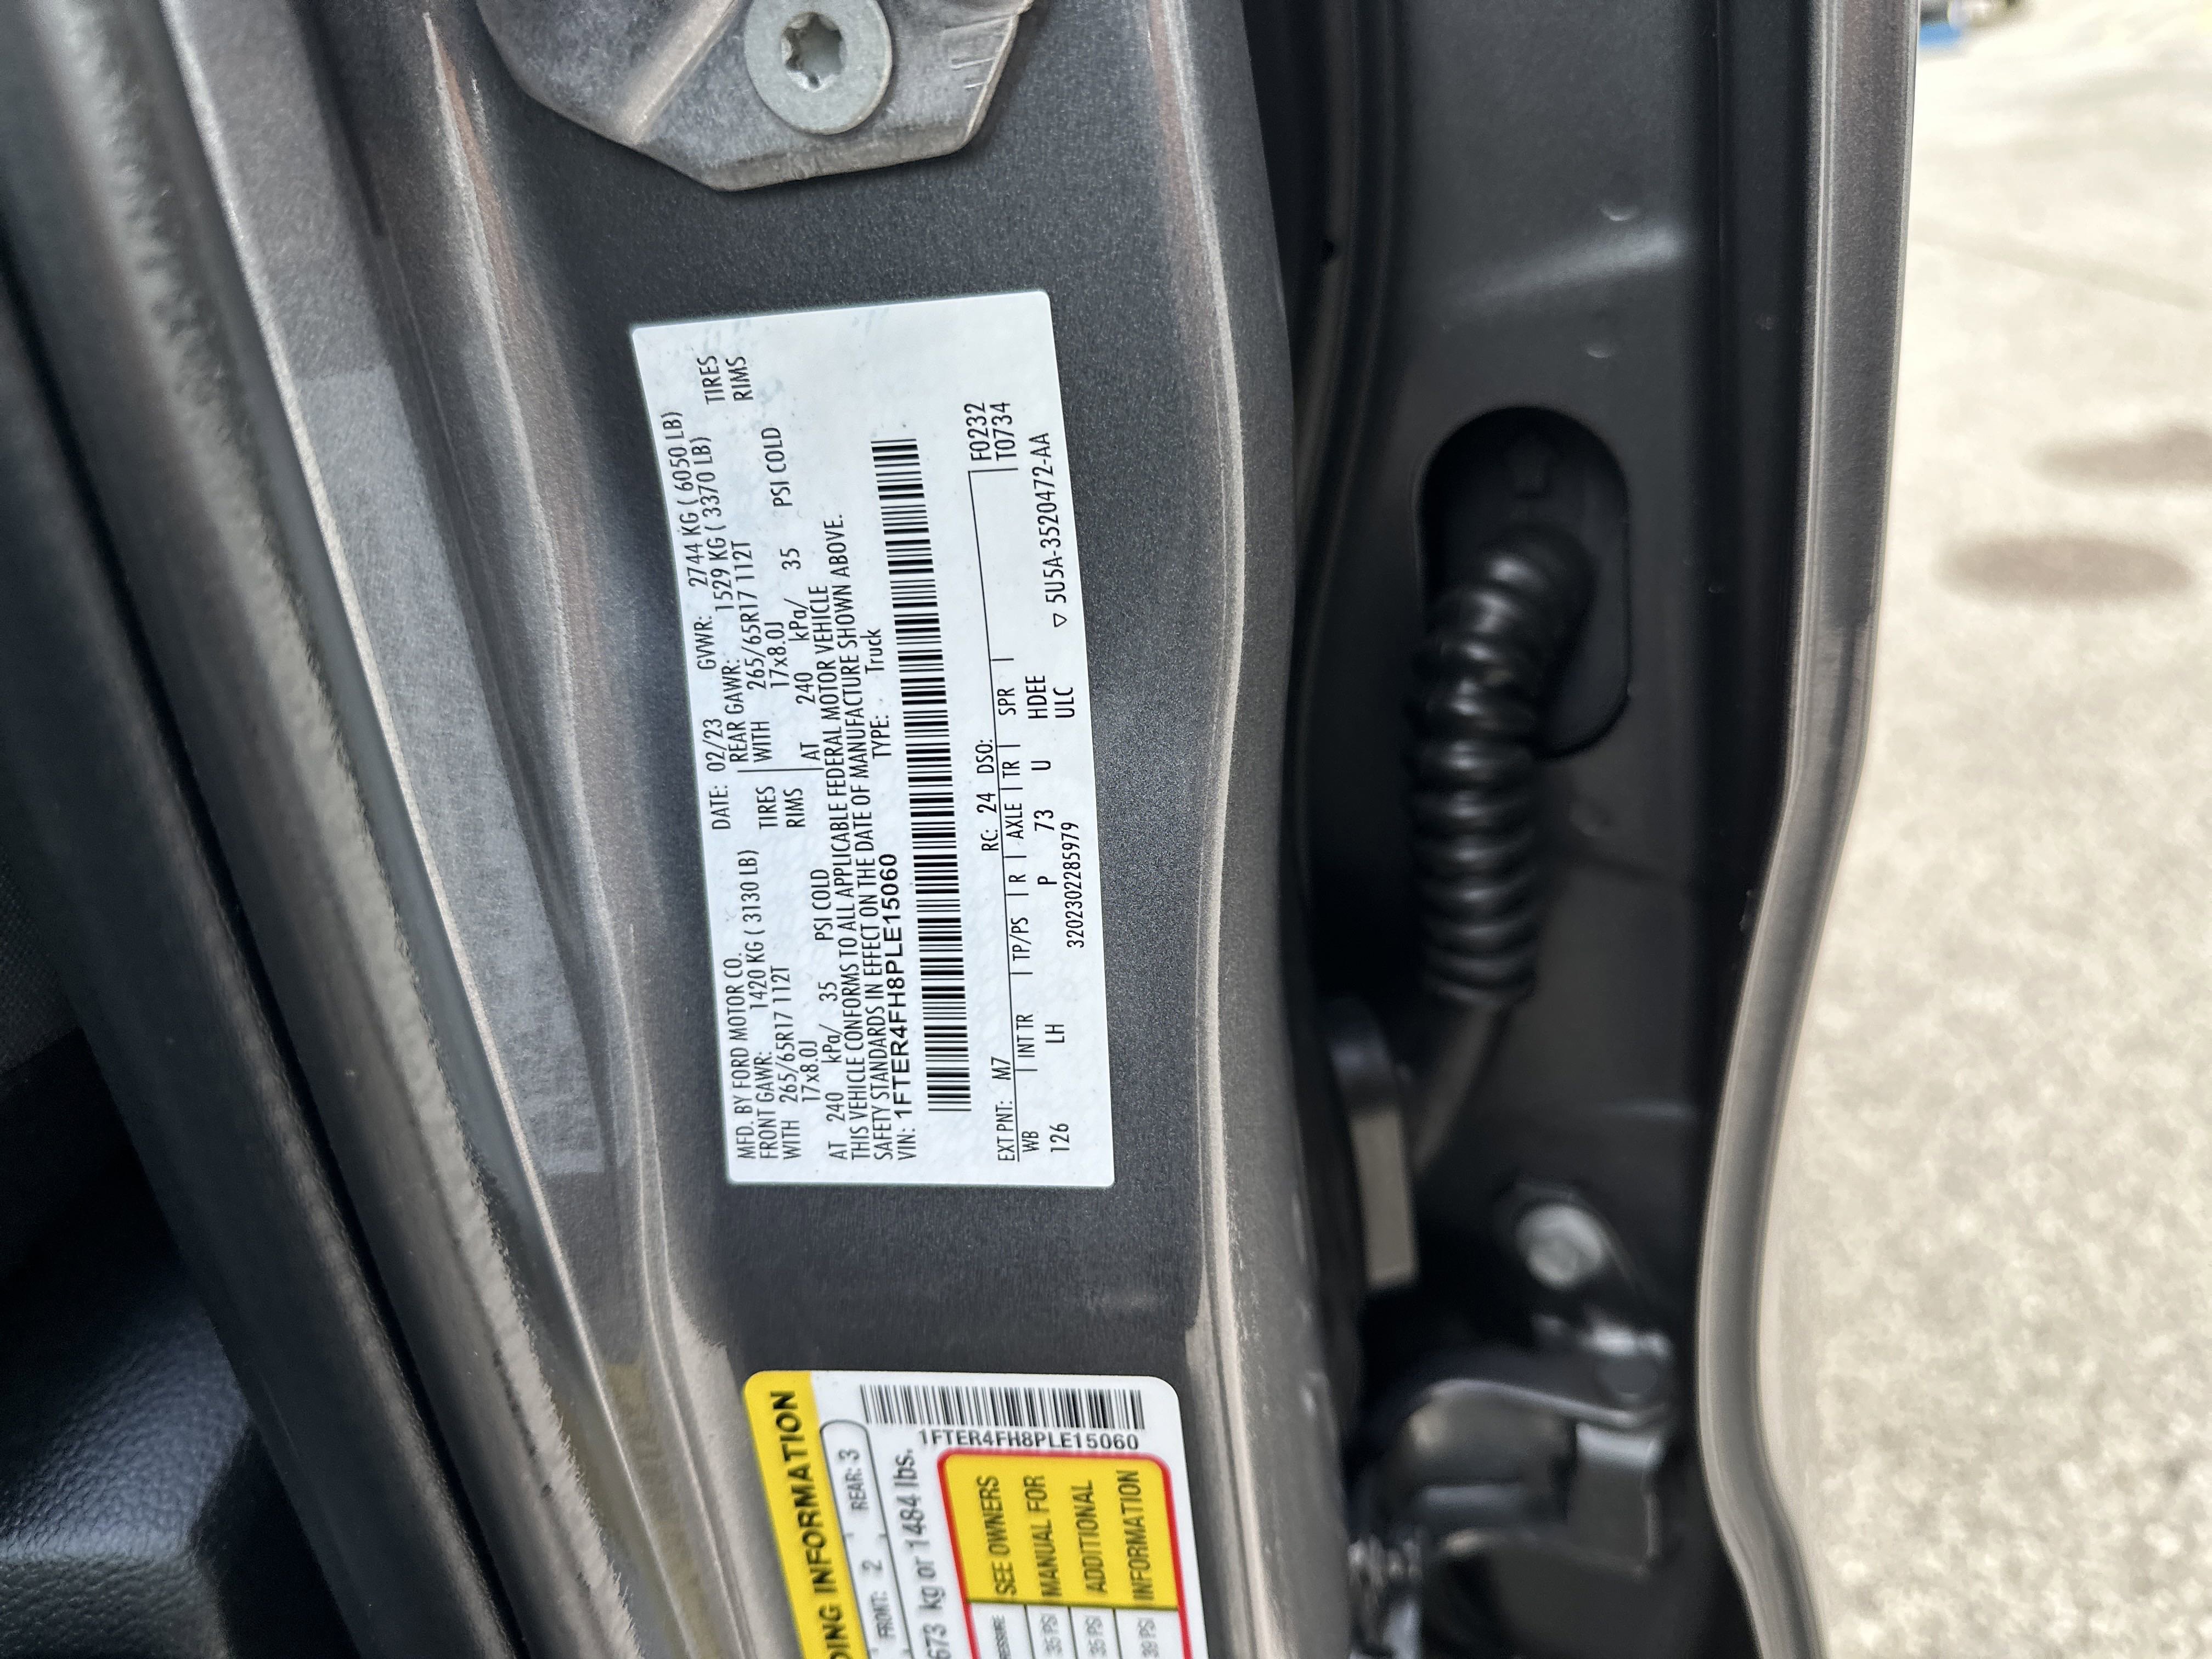 MFD. BY FORD MOTOR CO. DATE: 02/23 GVWR: 2744 KG ( 6050 LB)
FRONT GAWR: 1420 KG ( 3130 LB) REAR GAWR: 1529 KG ( 3370 LB)
WITH 265/65R17 112T TIRES WITH 265/65R17 112T TIRES
17x8.0J RIMS 17x8.0J RIMS
AT 240 kPa/ 35 PSI COLD AT 240 kPa/ 35 PSI COLD
THIS VEHICLE CONFORMS TO ALL APPLICABLE FEDERAL MOTOR VEHICLE
SAFETY STANDARDS IN EFFECT ON THE DATE OF MANUFACTURE SHOWN ABOVE.
VIN: 1FTER4FH8PLE15060 TYPE: Truck
F0232
T0734
EXT PNT: M7 RC: 24 DSO:
WB INT TR TP/PS R AXLE TR SPR
126 LH P 73 U HDEE
ULC
3202302285979 ▽ 5U5A-3520472-AA
DING INFORMATION
FRONT: 2 REAR: 3
673 kg or 1484 lbs.
1FTER4FH8PLE15060
SEE OWNERS
MANUAL FOR
ADDITIONAL
INFORMATION
35 PSI
35 PSI
39 PSI